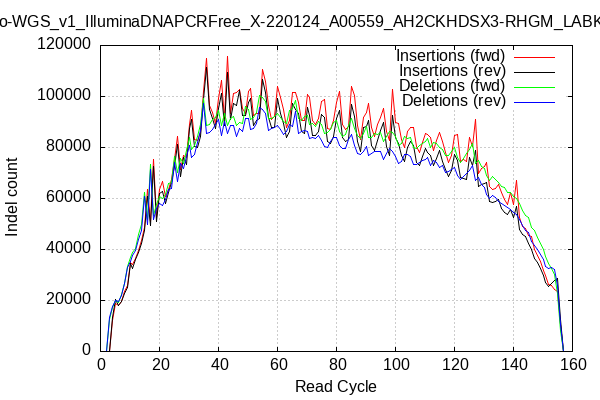 o-WGS_v1_IlluminaDNAPCRFree_X-220124_A00559_AH2CKHDSX3-RHGM_LABK
120000
100000
80000
60000
40000
20000
0
Indel count
Insertions (fwd)
Insertions (rev)
Deletions (fwd)
Deletions (rev)
0 20 40 60 80 100 120 140 160
Read Cycle